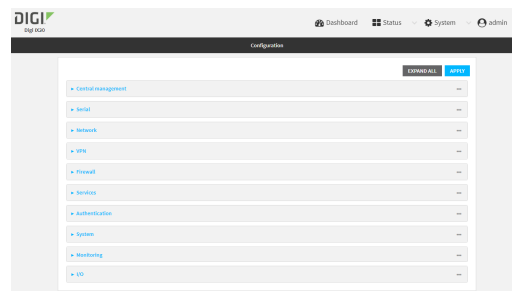 DIGI
Digi IX20
Dashboard
Status
System
admin
Configuration
EXPAND ALL
APPLY
Central management
Serial
Network
VPN
Firewall
Services
Authentication
System
Monitoring
I/O